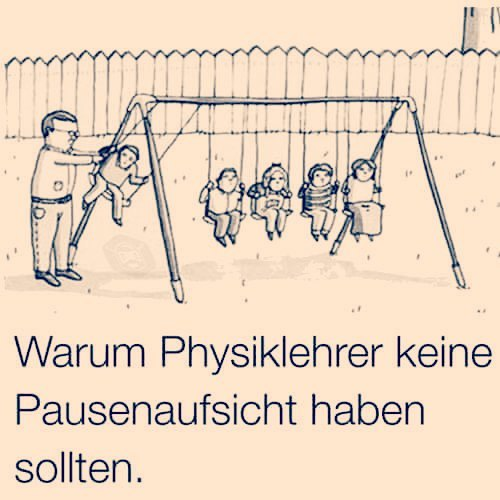 Warum Physiklehrer keine
Pausenaufsicht haben
sollten.